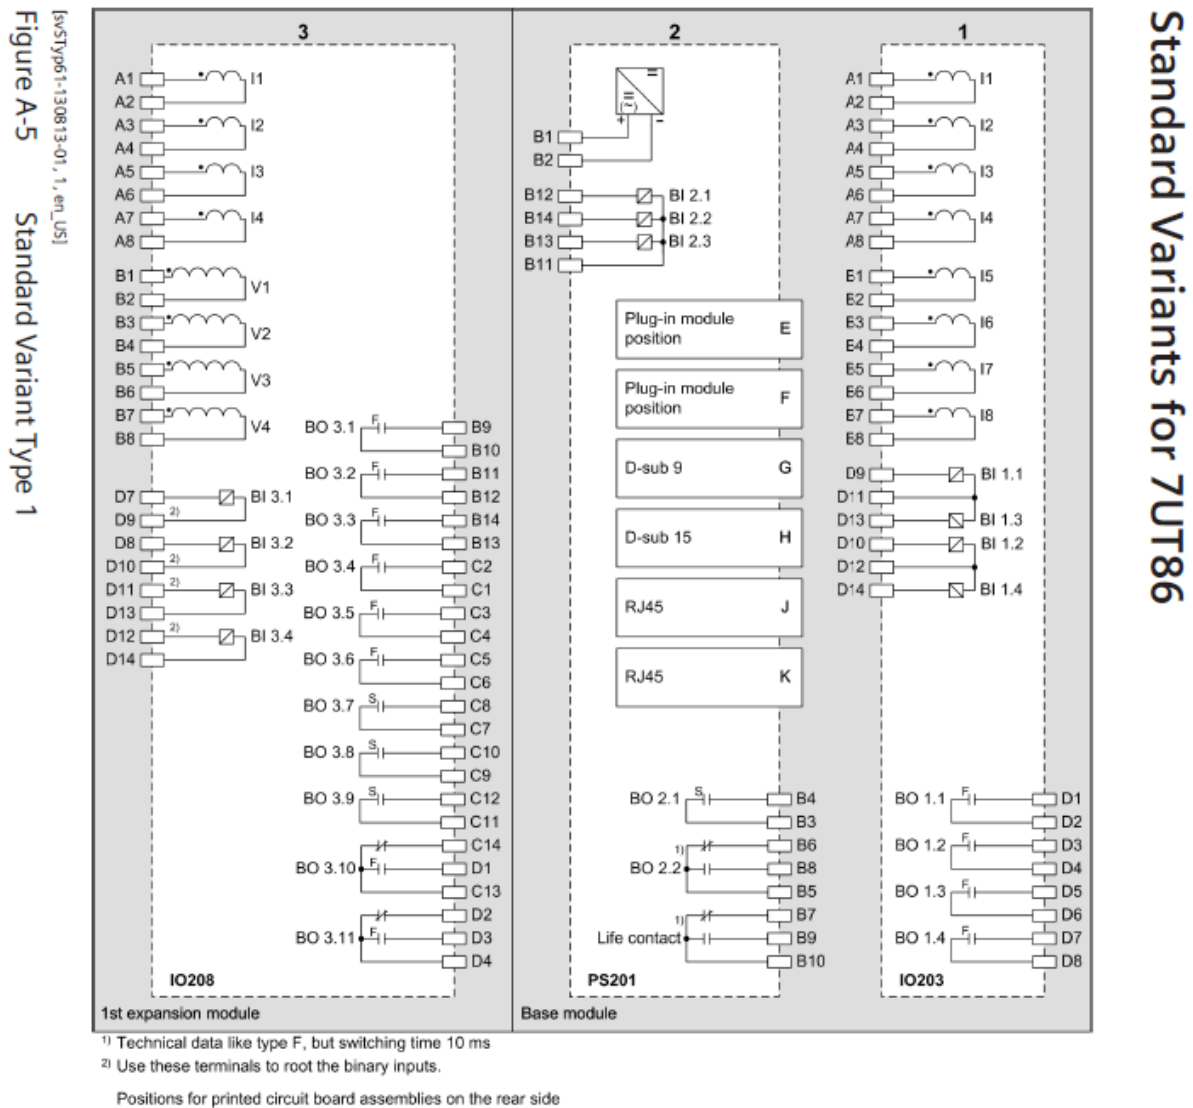 Standard Variants for 7UT86
3
2
1
A1
I1
A2
A3
I2
A4
A5
I3
A6
A7
I4
A8
B1
V1
B2
B3
V2
B4
B5
V3
B6
B7
V4
B8
D7
BI 3.1
D9
2)
D8
BI 3.2
D10
2)
D11
2)
BI 3.3
D13
D12
2)
BI 3.4
D14
BO 3.1
F
B9
B10
BO 3.2
F
B11
B12
BO 3.3
F
B14
B13
BO 3.4
F
C2
C1
BO 3.5
F
C3
C4
BO 3.6
F
C5
C6
BO 3.7
S
C8
C7
BO 3.8
S
C10
C9
BO 3.9
S
C12
C11
C14
BO 3.10
F
D1
C13
D2
BO 3.11
F
D3
D4
IO208
1st expansion module
=
=
(~)
+
-
B1
B2
B12
BI 2.1
B14
BI 2.2
B13
BI 2.3
B11
Plug-in module
position
E
Plug-in module
position
F
D-sub 9
G
D-sub 15
H
RJ45
J
RJ45
K
BO 2.1
S
B4
B3
1)
B6
BO 2.2
B8
B5
1)
B7
Life contact
B9
B10
PS201
Base module
A1
I1
A2
A3
I2
A4
A5
I3
A6
A7
I4
A8
E1
I5
E2
E3
I6
E4
E5
I7
E6
E7
I8
E8
D9
BI 1.1
D11
D13
BI 1.3
D10
BI 1.2
D12
D14
BI 1.4
BO 1.1
F
D1
D2
BO 1.2
F
D3
D4
BO 1.3
F
D5
D6
BO 1.4
F
D7
D8
IO203
1) Technical data like type F, but switching time 10 ms
2) Use these terminals to root the binary inputs.
Positions for printed circuit board assemblies on the rear side
[svSTyp61-130813-01, 1, en_US]
Figure A-5 Standard Variant Type 1